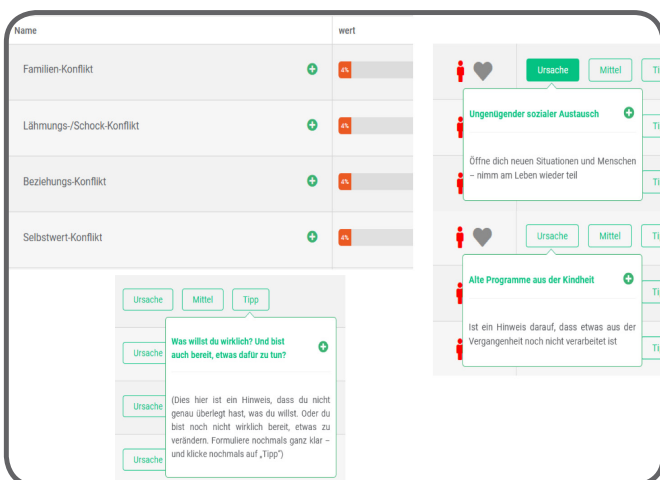 Name wert
Familien-Konflikt 4%
Lähmungs-/Schock-Konflikt 4%
Beziehungs-Konflikt 4%
Selbstwert-Konflikt 4%
Ursache Mittel Ti
Ungenügender sozialer Austausch
Öffne dich neuen Situationen und Menschen
– nimm am Leben wieder teil
Ti
Ti
Ursache Mittel Ti
Alte Programme aus der Kindheit
Ist ein Hinweis darauf, dass etwas aus der
Vergangenheit noch nicht verarbeitet ist
Ti
Ti
Ursache Mittel Tipp
Ursache
Was willst du wirklich? Und bist
auch bereit, etwas dafür zu tun?
Ursache
(Dies hier ist ein Hinweis, dass du nicht
genau überlegt hast, was du willst. Oder du
bist noch nicht wirklich bereit, etwas zu
verändern. Formuliere nochmals ganz klar –
und klicke nochmals auf „Tipp")
Ursache